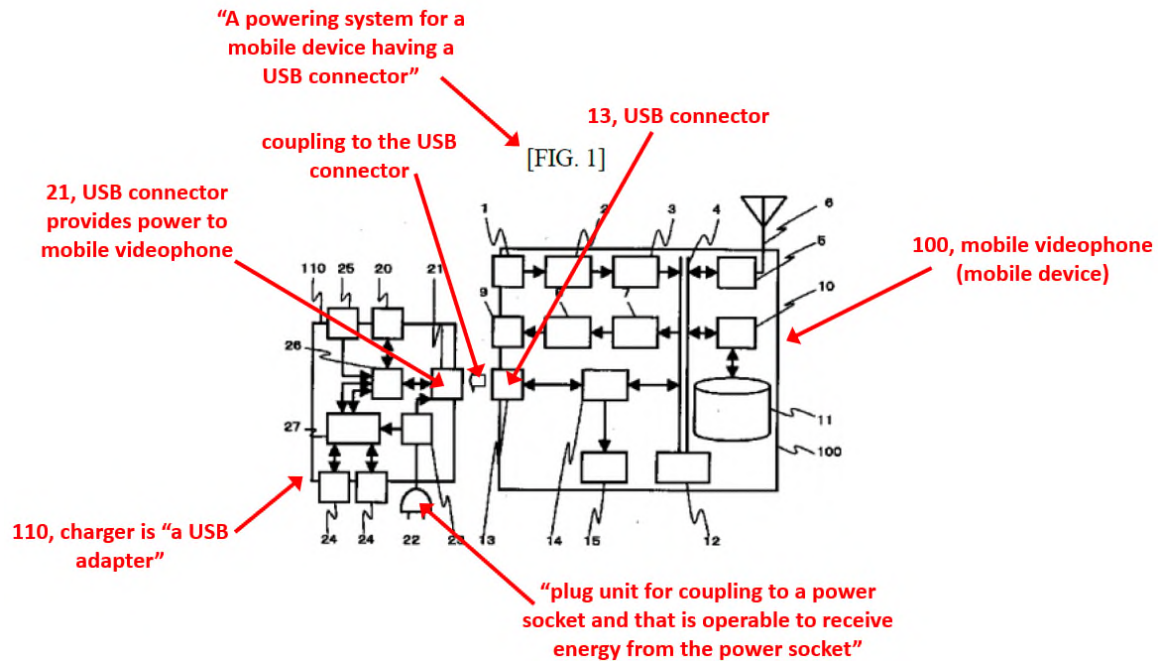 “A powering system for a
mobile device having a
USB connector”
13, USB connector
coupling to the USB
connector
[FIG. 1]
21, USB connector
provides power to
mobile videophone
100, mobile videophone
(mobile device)
1 2 3 4 6
5
110 25 20 21
9 7 10
26
27
11
100
24 24 22 23 13 14 15 12
110, charger is “a USB
adapter”
“plug unit for coupling to a power
socket and that is operable to receive
energy from the power socket”